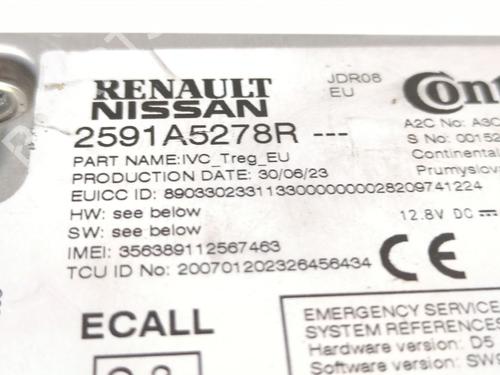 RENAULT
NISSAN
JDR08
EU
2591A5278R ---
PART NAME:IVC_Treg_EU
PRODUCTION DATE: 30/06/23
EUICC ID: 89033023311330000000028209741224
HW: see below
SW: see below
IMEI: 356389112567463
TCU ID No: 200701202326456434
Cont
A2C No: A3C
S No: 00152
Continental
Prumyslova
12.8V DC
CE
ECALL
EMERGENCY SERVICE
SYSTEM REFERENCES
Hardware version: D5
Software version: SW9